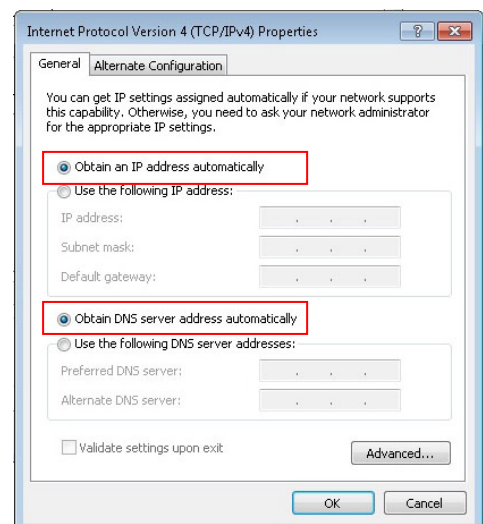 Internet Protocol Version 4 (TCP/IPv4) Properties
General
Alternate Configuration
You can get IP settings assigned automatically if your network supports
this capability. Otherwise, you need to ask your network administrator
for the appropriate IP settings.
Obtain an IP address automatically
Use the following IP address:
IP address:
Subnet mask:
Default gateway:
Obtain DNS server address automatically
Use the following DNS server addresses:
Preferred DNS server:
Alternate DNS server:
Validate settings upon exit
Advanced...
OK
Cancel